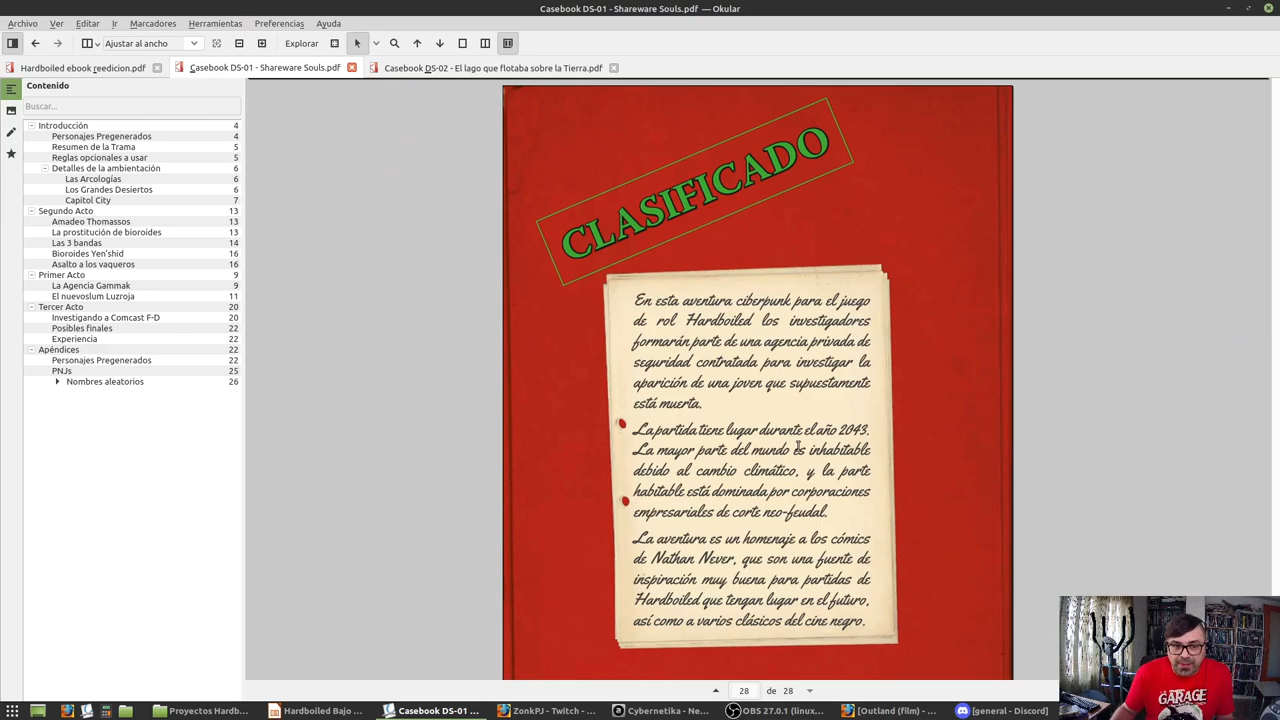 Casebook DS-01 - Shareware Souls.pdf — Okular
Archivo Ver Editar Ir Marcadores Herramientas Preferencias Ayuda
Ajustar al ancho Explorar
Hardboiled ebook reedicion.pdf Casebook DS-01 - Shareware Souls.pdf Casebook DS-02 - El lago que flotaba sobre la Tierra.pdf
Contenido
Buscar...
Introducción 4
Personajes Pregenerados 4
Resumen de la Trama 5
Reglas opcionales a usar 5
Detalles de la ambientación 6
Las Arcologías 6
Los Grandes Desiertos 6
Capitol City 7
Segundo Acto 13
Amadeo Thomassos 13
La prostitución de bioroides 13
Las 3 bandas 14
Bioroides Yen'shid 16
Asalto a los vaqueros 16
Primer Acto 9
La Agencia Gammak 9
El nuevoslum Luzroja 11
Tercer Acto 20
Investigando a Comcast F-D 20
Posibles finales 22
Experiencia 22
Apéndices 22
Personajes Pregenerados 22
PNJs 25
Nombres aleatorios 26
CLASIFICADO
En esta aventura ciberpunk para el juego
de rol Hardboiled los investigadores
formarán parte de una agencia privada de
seguridad contratada para investigar la
aparición de una joven que supuestamente
está muerta.
La partida tiene lugar durante el año 2043.
La mayor parte del mundo es inhabitable
debido al cambio climático, y la parte
habitable está dominada por corporaciones
empresariales de corte neo-feudal.
La aventura es un homenaje a los cómics
de Nathan Never, que son una fuente de
inspiración muy buena para partidas de
Hardboiled que tengan lugar en el futuro,
así como a varios clásicos del cine negro.
28 de 28
GARAGE
Proyectos Hardb... Hardboiled Bajo ... Casebook DS-01 ... ZonkPJ - Twitch - ... Cybernetika - Ne... OBS 27.0.1 (linux... [Outland (film) - ... [general - Discord]